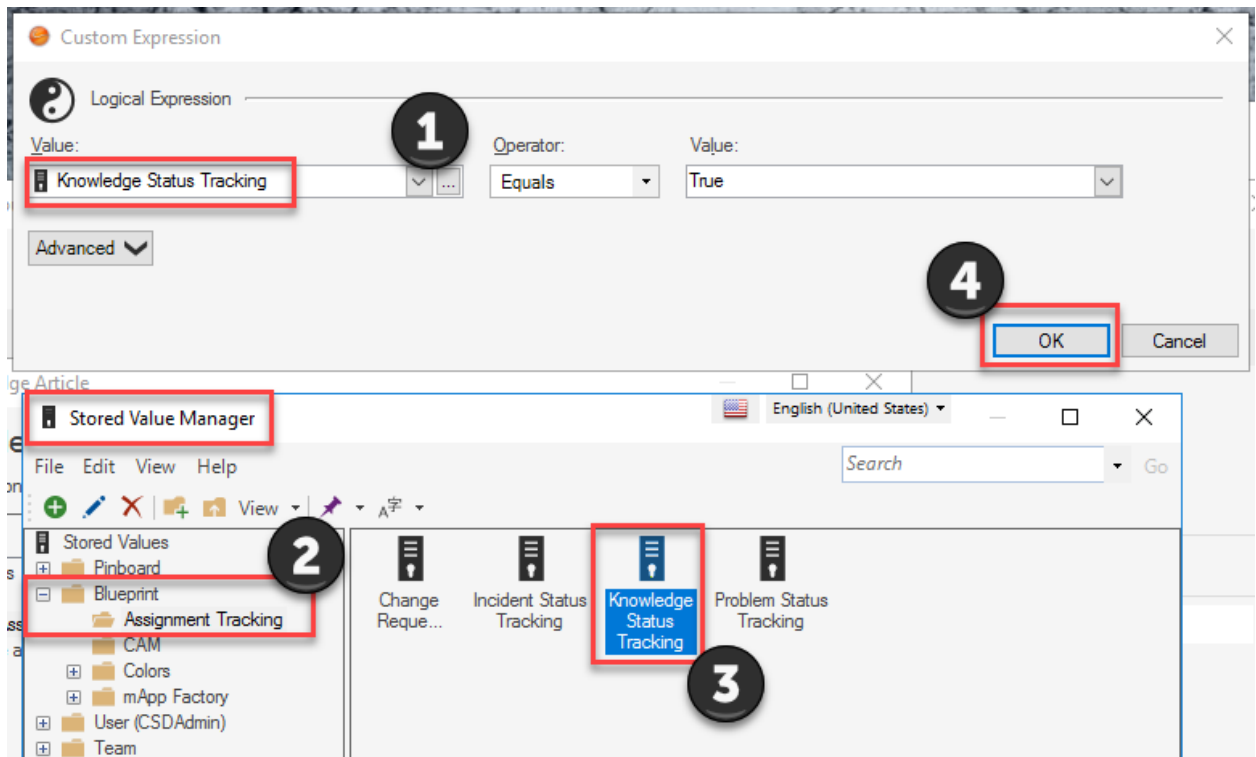 Custom Expression
Logical Expression
1
Value:
Operator:
Value:
Knowledge Status Tracking
...
Equals
True
Advanced
4
OK
Cancel
ge Article
Stored Value Manager
English (United States)
File Edit View Help
Search
Go
View
Stored Values
2
Pinboard
Blueprint
Assignment Tracking
CAM
Colors
mApp Factory
User (CSDAdmin)
Team
Change
Reque...
Incident Status
Tracking
Knowledge
Status
Tracking
Problem Status
Tracking
3